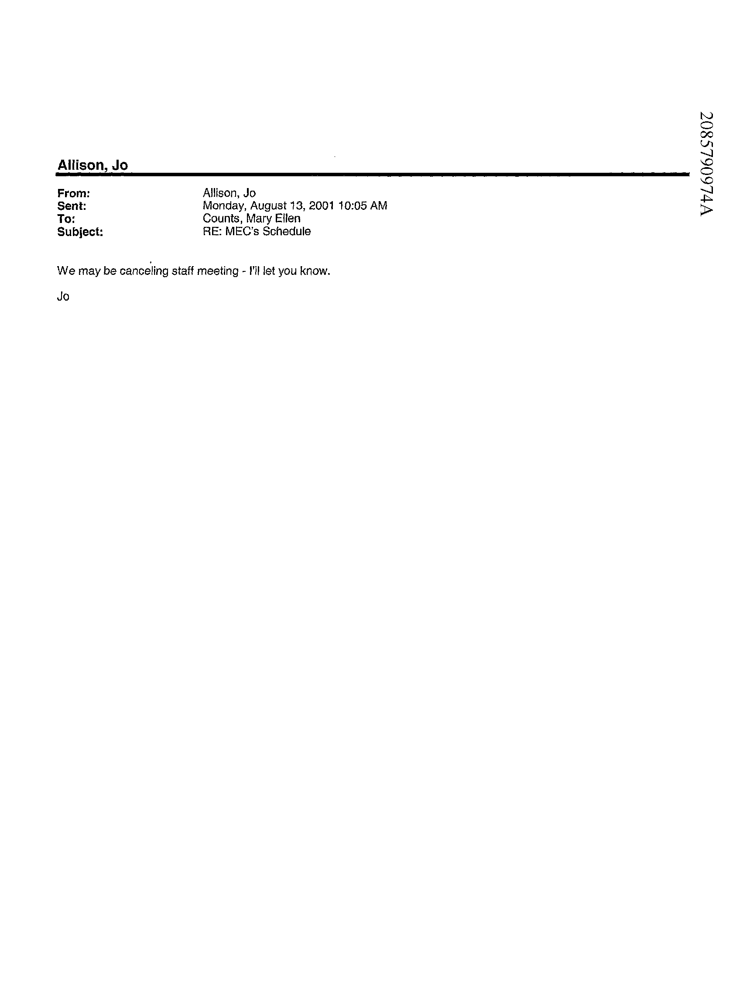 Allison, Jo
From: Allison, Jo
Sent: Monday, August 13, 2001 10:05 AM
To: Counts, Mary Ellen
Subject: RE: MEC's Schedule
We may be canceling staff meeting - I'll let you know.
Jo
2085790974A